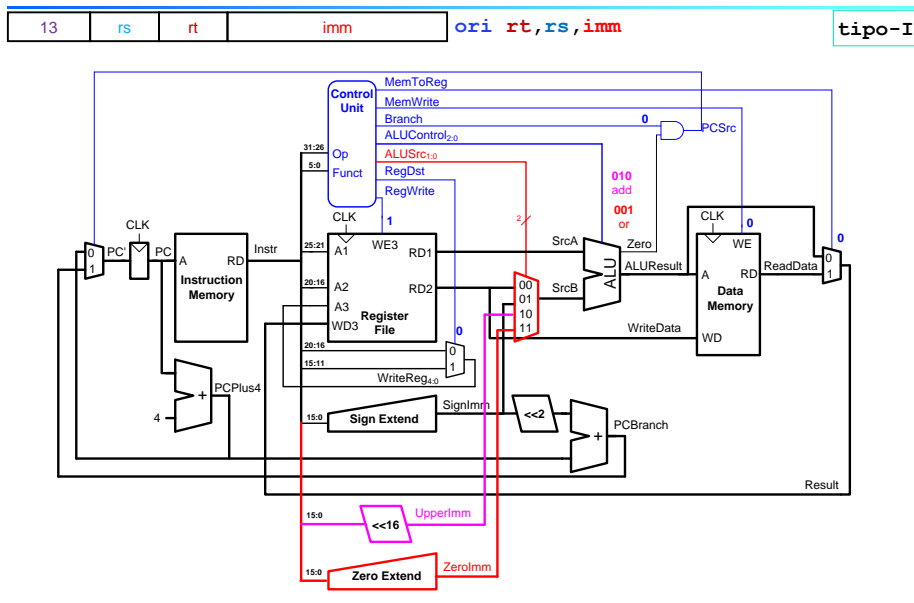 13 rs rt imm ori rt,rs,imm tipo-I
Control Unit
MemToReg
MemWrite
Branch 0
PCSrc
ALUControl2:0
31:26 Op
ALUSrc1:0
5:0 Funct
RegDst
RegWrite
010
add
2
001
or
CLK
CLK
1
CLK
0
0
0
1
PC'
PC
A RD
Instruction Memory
Instr
25:21 A1
WE3
RD1
SrcA
Zero
ALU
ALUResult
WE
A RD
ReadData
0
1
20:16 A2
RD2
00
01
10
11
SrcB
Data Memory
A3
WD3
Register File
WriteData
WD
20:16 0
15:11 1
0
WriteReg4:0
PCPlus4
+
4
15:0 Sign Extend
SignImm
<<2
+
PCBranch
Result
15:0 <<16
UpperImm
15:0 Zero Extend
ZeroImm